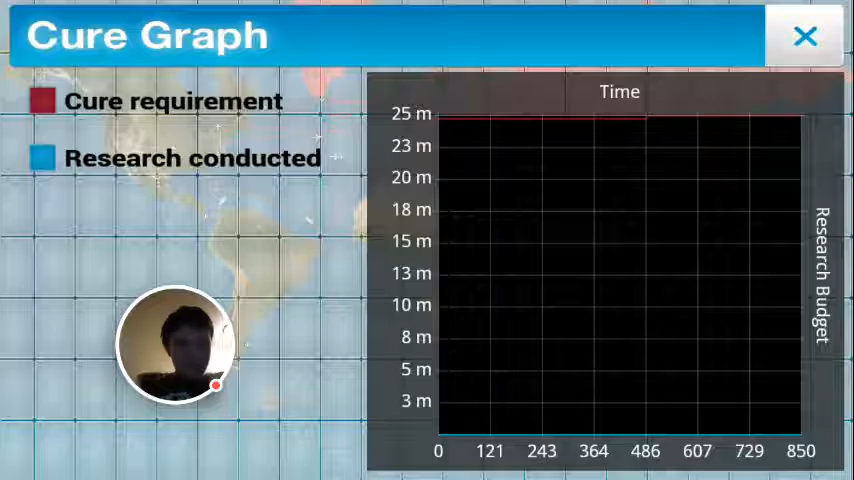 Cure Graph
Cure requirement
Research conducted
Time
25 m
23 m
20 m
18 m
15 m
13 m
10 m
8 m
5 m
3 m
0 121 243 364 486 607 729 850
Research Budget